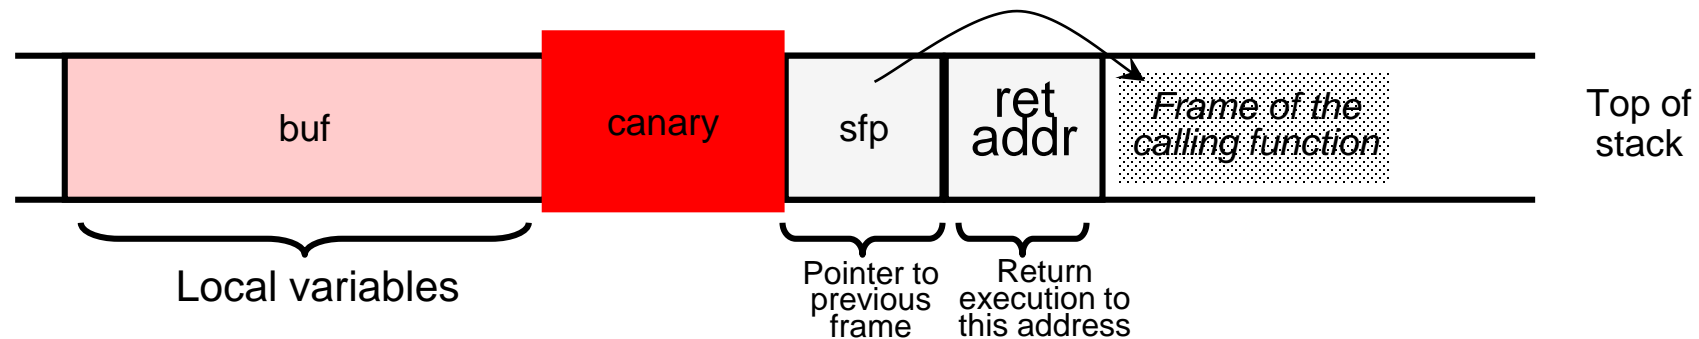 buf
canary
sfp
ret
addr
Frame of the
calling function
Top of
stack
Local variables
Pointer to
previous
frame
Return
execution to
this address